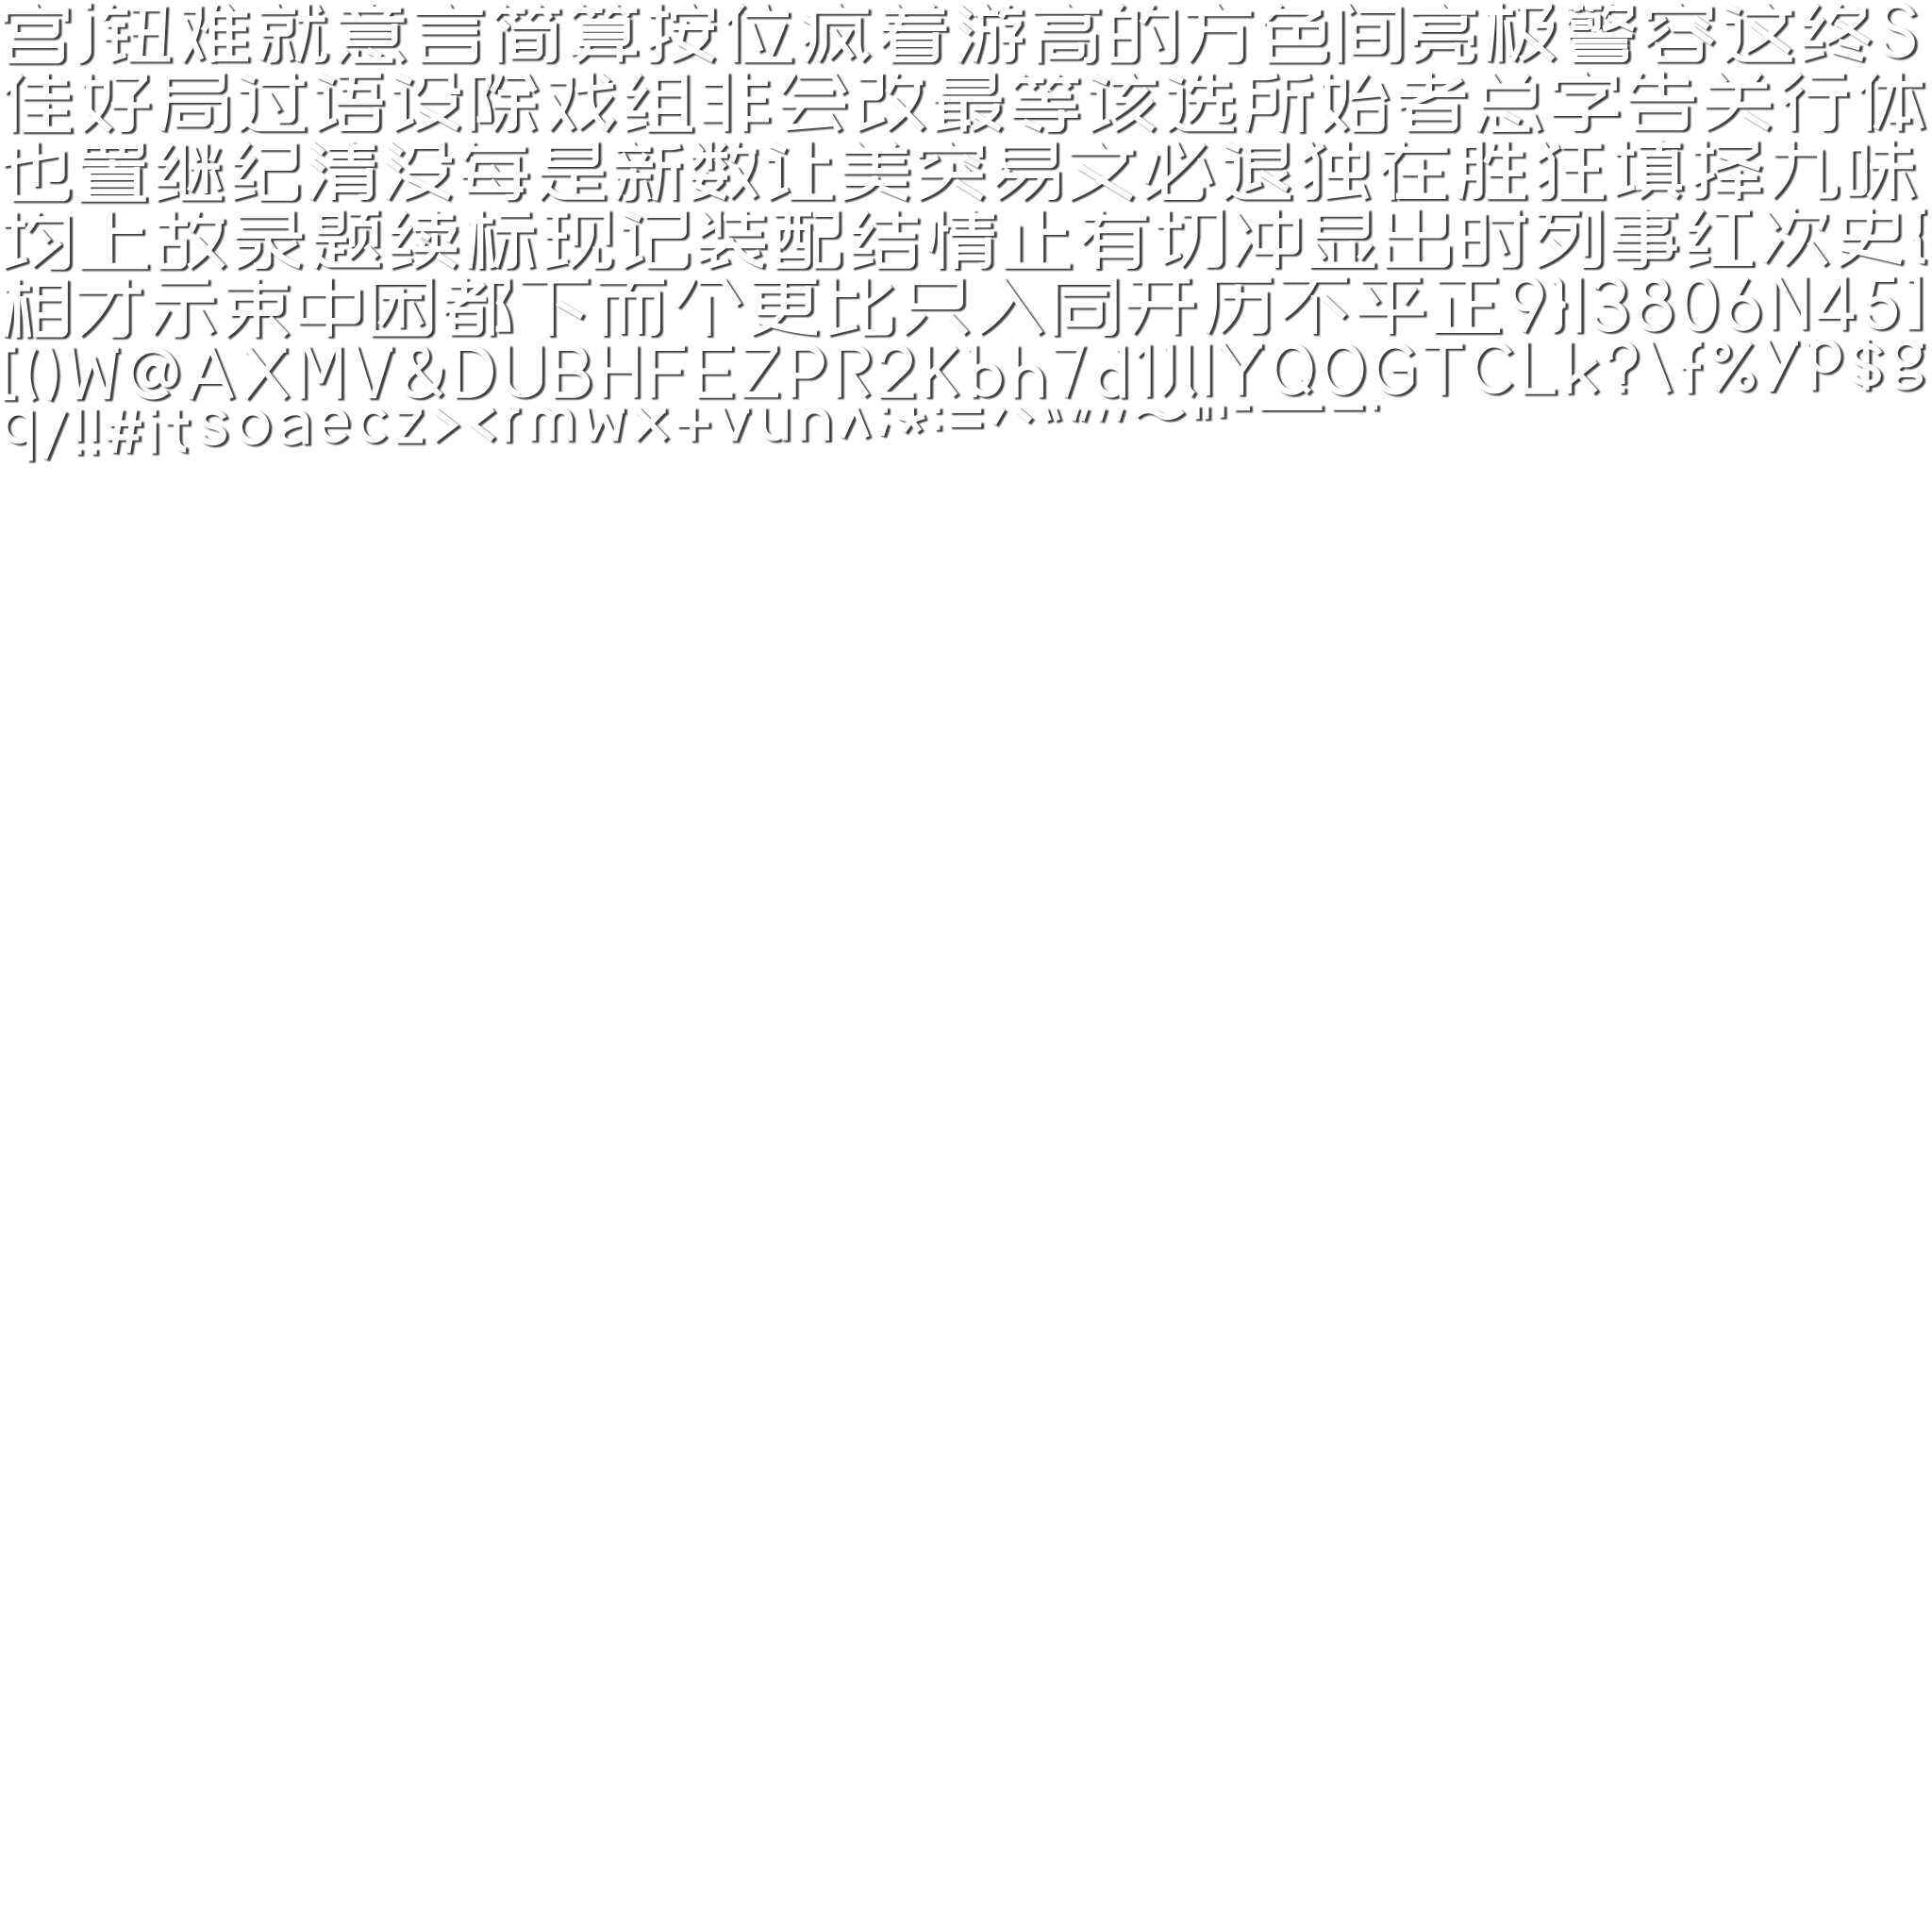 宫j钮难就意言简算按位疯着游高的方色间亮极警容这终S
佳好局过语设除戏组非会改最等该选所始者总字告关行体
也置继纪清没每是新数让美突易文必退独在胜狂填择九味
均上故录题续标现记装配结情止有切冲显出时列事红次史{
相才示束中困都下而个更比只入同开历不平正9}|3806N45]
[()W@AXMV&DUBHFEZPR2Kbh7d1JlIYQOGTCLk?\f%yP$g
q/!!#itsoaecz><rmwx+vun^;*:=